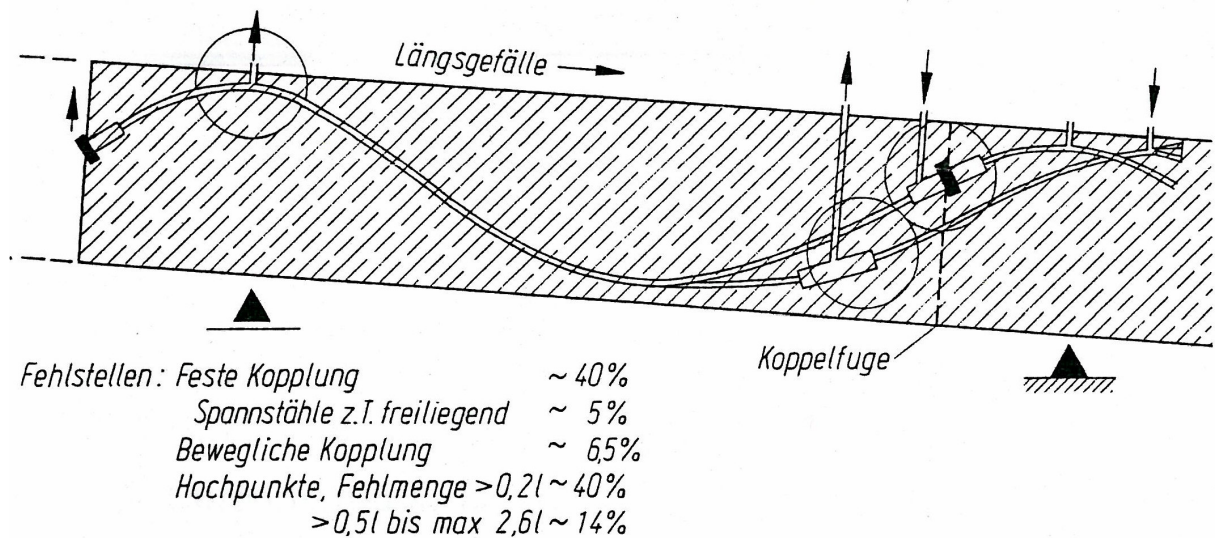 Längsgefälle
Koppelfuge
Fehlstellen: Feste Kopplung ~ 40%
Spannstähle z.T. freiliegend ~ 5%
Bewegliche Kopplung ~ 6,5%
Hochpunkte, Fehlmenge >0,2l ~ 40%
>0,5l bis max 2,6l ~ 14%